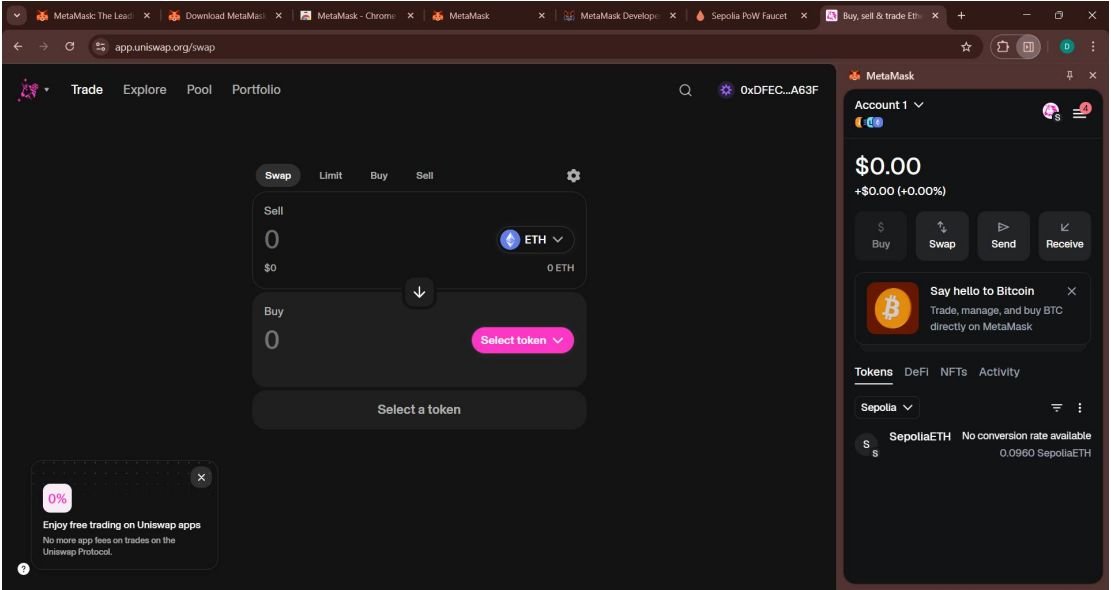 MetaMask: The Lead
Download MetaMas
MetaMask - Chrome
MetaMask
MetaMask Develope
Sepolia PoW Faucet
Buy, sell & trade Eth
app.uniswap.org/swap
D
Trade
Explore
Pool
Portfolio
0xDFEC...A63F
Swap
Limit
Buy
Sell
Sell
0
ETH
$0
0 ETH
Buy
0
Select token
Select a token
0%
Enjoy free trading on Uniswap apps
No more app fees on trades on the
Uniswap Protocol.
?
MetaMask
Account 1
S
4
$0.00
+$0.00 (+0.00%)
$
Buy
Swap
Send
Receive
Say hello to Bitcoin
Trade, manage, and buy BTC
directly on MetaMask
Tokens
DeFi
NFTs
Activity
Sepolia
S
S
SepoliaETH
No conversion rate available
0.0960 SepoliaETH